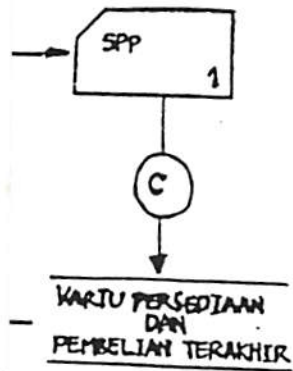 SPP
1
C
KARTU PERSEDIAAN
DAN
PEMBELIAN TERAKHIR